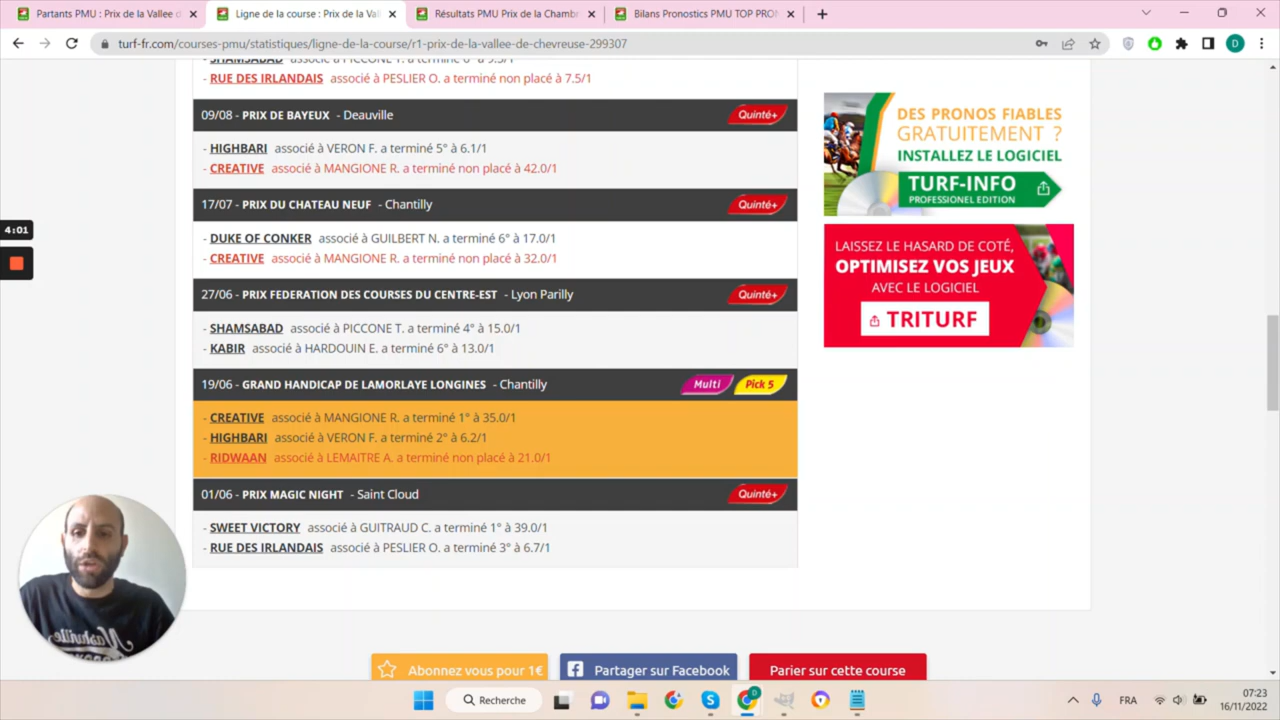 Partants PMU : Prix de la Vallee d
Ligne de la course : Prix de la Val
Résultats PMU Prix de la Chamb
Bilans Pronostics PMU TOP PRON
turf-fr.com/courses-pmu/statistiques/ligne-de-la-course/r1-prix-de-la-vallee-de-chevreuse-299307
D
- RUE DES IRLANDAIS associé à PESLIER O. a terminé non placé à 7.5/1
09/08 - PRIX DE BAYEUX - Deauville Quinté+
- HIGHBARI associé à VERON F. a terminé 5° à 6.1/1
- CREATIVE associé à MANGIONE R. a terminé non placé à 42.0/1
17/07 - PRIX DU CHATEAU NEUF - Chantilly Quinté+
- DUKE OF CONKER associé à GUILBERT N. a terminé 6° à 17.0/1
- CREATIVE associé à MANGIONE R. a terminé non placé à 32.0/1
27/06 - PRIX FEDERATION DES COURSES DU CENTRE-EST - Lyon Parilly Quinté+
- SHAMSABAD associé à PICCONE T. a terminé 4° à 15.0/1
- KABIR associé à HARDOUIN E. a terminé 6° à 13.0/1
19/06 - GRAND HANDICAP DE LAMORLAYE LONGINES - Chantilly Multi Pick 5
- CREATIVE associé à MANGIONE R. a terminé 1° à 35.0/1
- HIGHBARI associé à VERON F. a terminé 2° à 6.2/1
- RIDWAAN associé à LEMAITRE A. a terminé non placé à 21.0/1
01/06 - PRIX MAGIC NIGHT - Saint Cloud Quinté+
- SWEET VICTORY associé à GUITRAUD C. a terminé 1° à 39.0/1
- RUE DES IRLANDAIS associé à PESLIER O. a terminé 3° à 6.7/1
DES PRONOS FIABLES
GRATUITEMENT ?
INSTALLEZ LE LOGICIEL
TURF-INFO
PROFESSIONEL EDITION
LAISSEZ LE HASARD DE COTÉ,
OPTIMISEZ VOS JEUX
AVEC LE LOGICIEL
TRITURF
4:01
Nashville
Abonnez vous pour 1€
Partager sur Facebook
Parier sur cette course
Recherche
D
FRA
07:23
16/11/2022